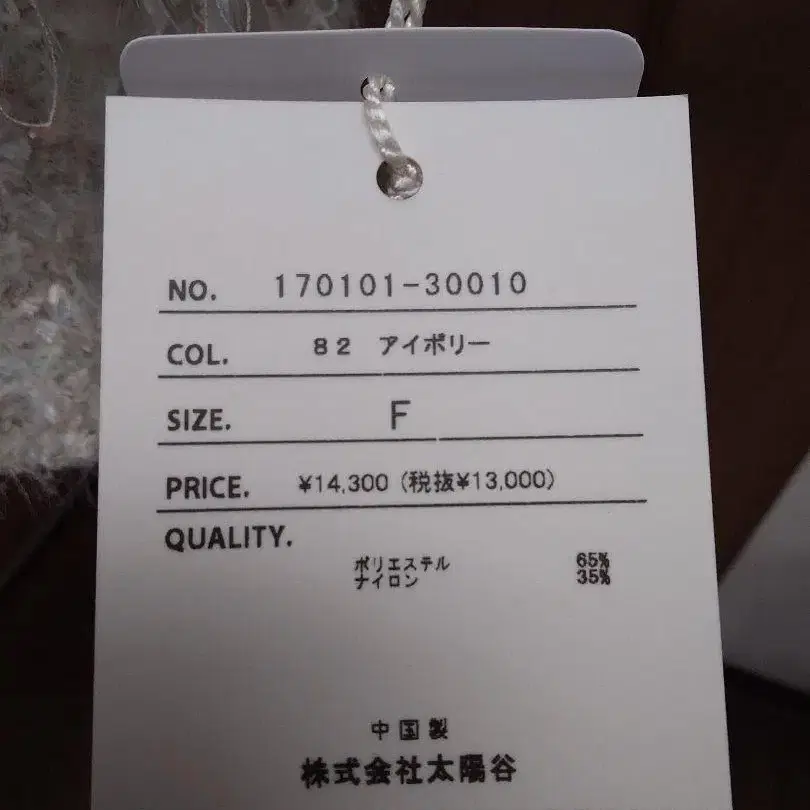 NO. 170101-30010
COL. 82 アイボリー
SIZE. F
PRICE. ¥14,300 (税抜¥13,000)
QUALITY.
ポリエステル 65%
ナイロン 35%
中国製
株式会社太陽谷